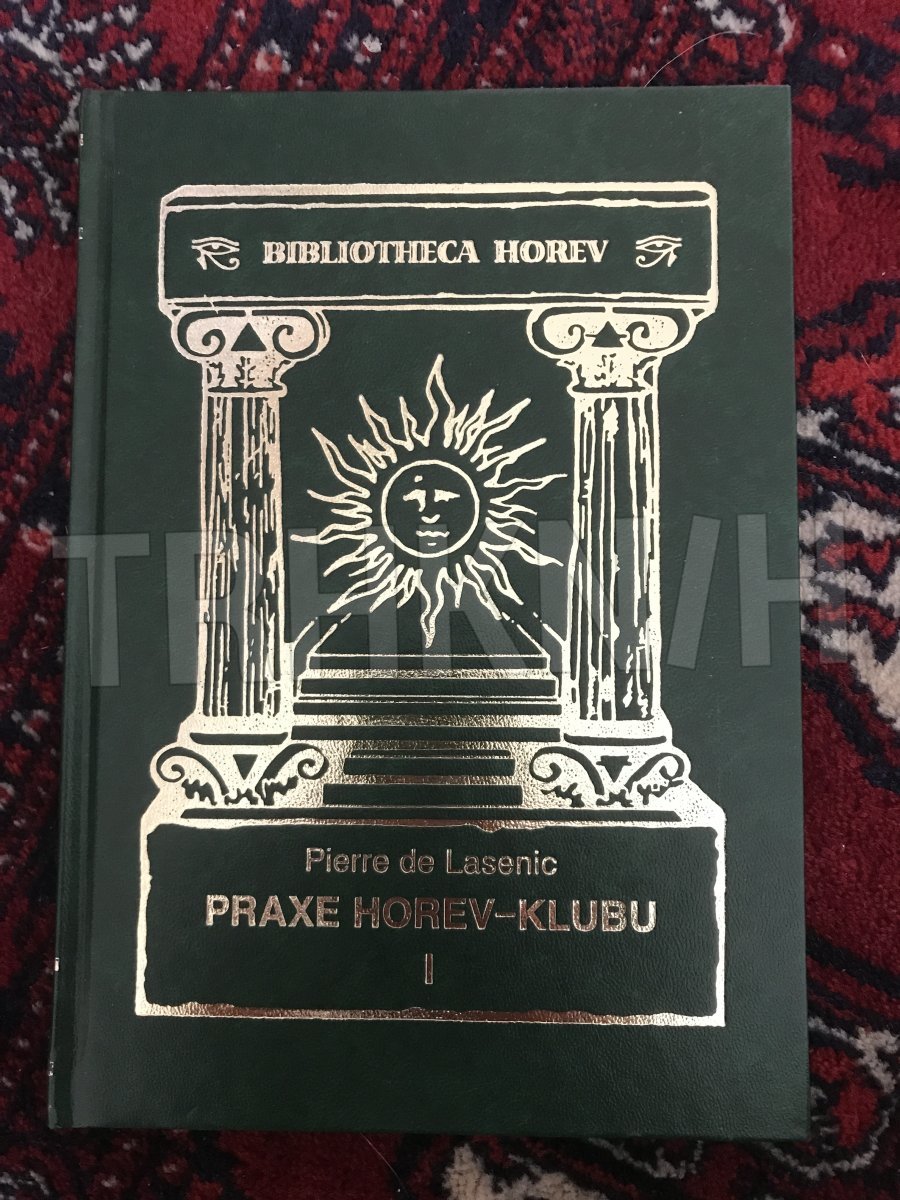 BIBLIOTHECA HOREV
Pierre de Lasenic
PRAXE HOREV-KLUBU
I